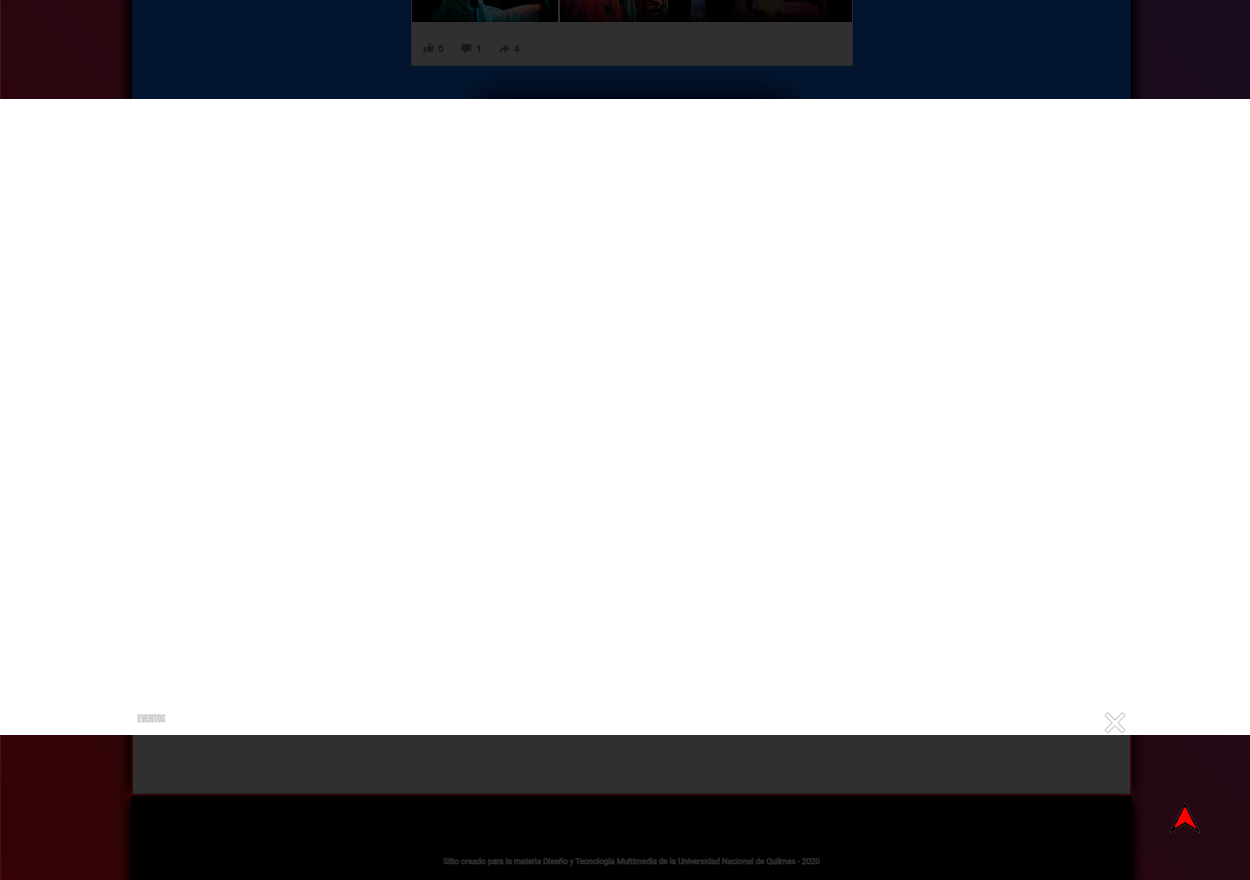 5 1 4
EVENTOS
Sitio creado para la materia Diseño y Tecnología Multimedia de la Universidad Nacional de Quilmes - 2020